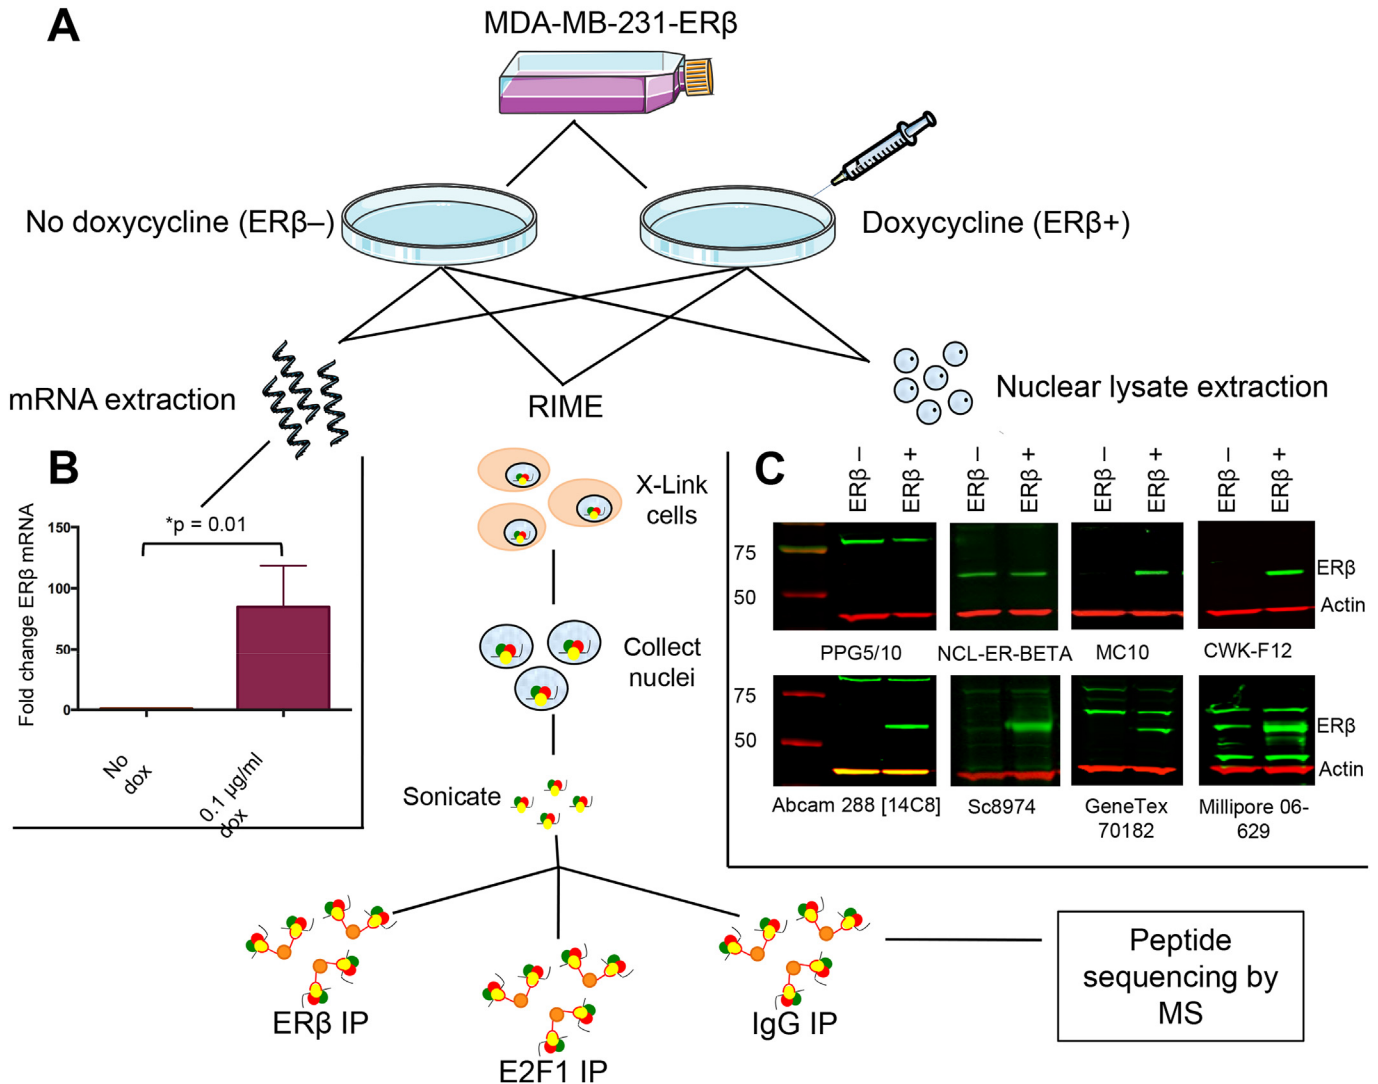 A
MDA-MB-231-ERβ
No doxycycline (ERβ–)
Doxycycline (ERβ+)
mRNA extraction
RIME
Nuclear lysate extraction
B
*p = 0.01
Fold change ERβ mRNA
150
100
50
0
No
dox
0.1 µg/ml
dox
X-Link
cells
Collect
nuclei
Sonicate
C
ERβ –
ERβ +
ERβ –
ERβ +
ERβ –
ERβ +
ERβ –
ERβ +
75
50
ERβ
Actin
PPG5/10
NCL-ER-BETA
MC10
CWK-F12
75
50
ERβ
Actin
Abcam 288 [14C8]
Sc8974
GeneTex
70182
Millipore 06-
629
ERβ IP
E2F1 IP
IgG IP
Peptide
sequencing by
MS